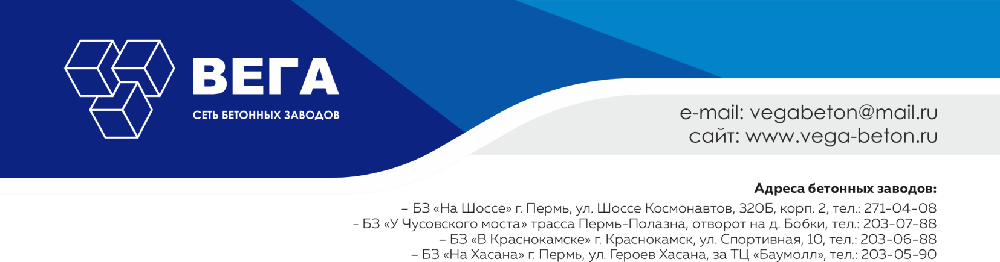 ВЕГА
СЕТЬ БЕТОННЫХ ЗАВОДОВ
e-mail: vegabeton@mail.ru
сайт: www.vega-beton.ru
Адреса бетонных заводов:
– БЗ «На Шоссе» г. Пермь, ул. Шоссе Космонавтов, 320Б, корп. 2, тел.: 271-04-08
- БЗ «У Чусовского моста» трасса Пермь-Полазна, отворот на д. Бобки, тел.: 203-07-88
– БЗ «В Краснокамске» г. Краснокамск, ул. Спортивная, 10, тел.: 203-06-88
– БЗ «На Хасана» г. Пермь, ул. Героев Хасана, за ТЦ «Баумолл», тел.: 203-05-90